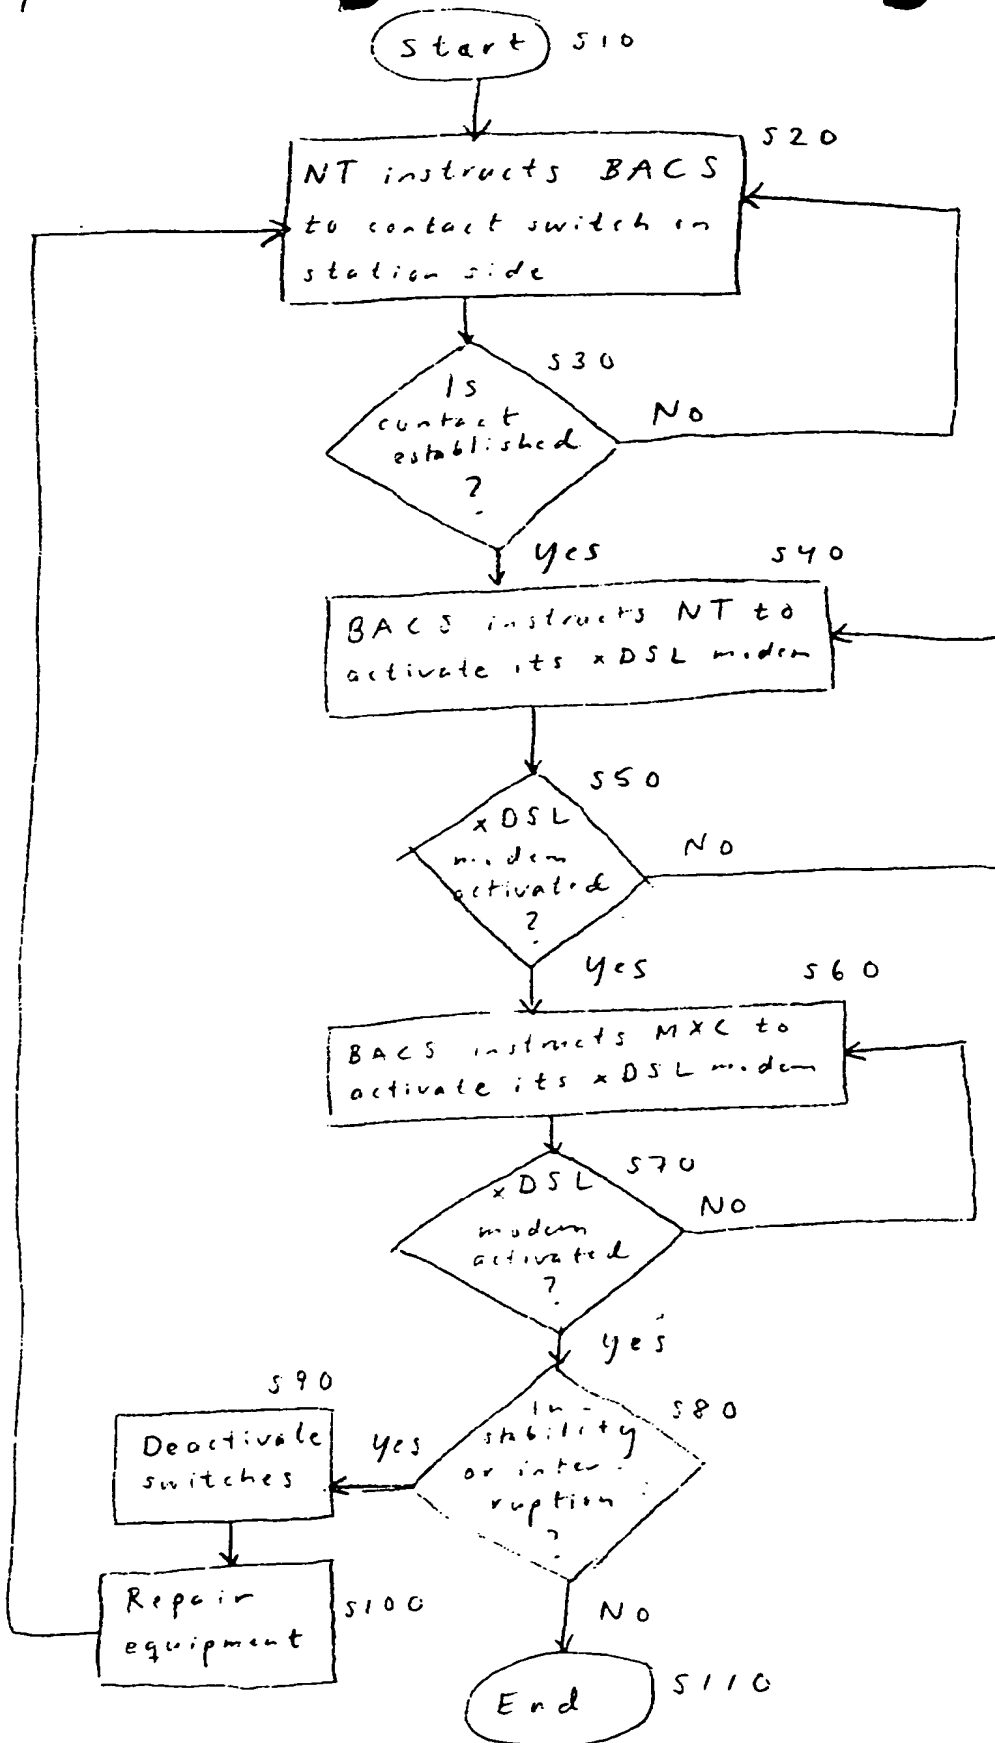 Start S10
S20
NT instructs BACS
to contact switch in
station side
S30
Is
contact
established
?
No
Yes
S40
BACS instructs NT to
activate its xDSL modem
S50
xDSL
modem
activated
?
No
Yes
S60
BACS instructs MXC to
activate its xDSL modem
S70
xDSL
modem
activated
?
No
Yes
S80
In-
stability
or inter-
ruption
?
Yes
S90
Deactivate
switches
Repair
equipment
S100
No
End
S110